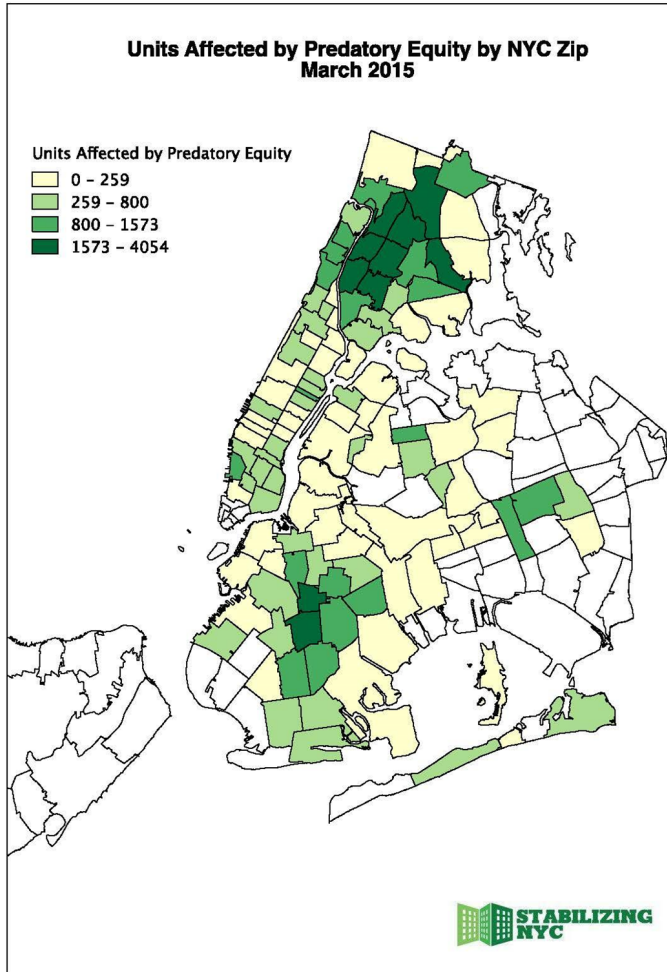 Units Affected by Predatory Equity by NYC Zip
March 2015
Units Affected by Predatory Equity
0 – 259
259 – 800
800 – 1573
1573 – 4054
STABILIZING
NYC